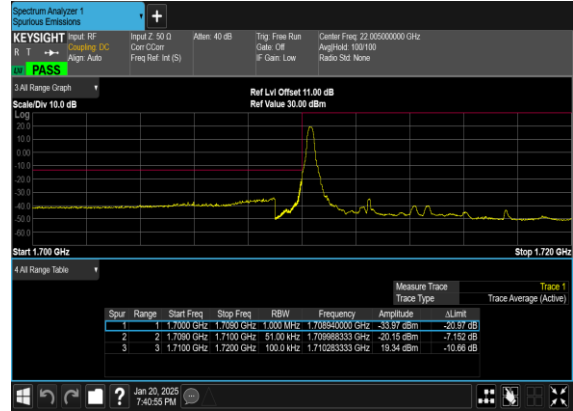 Spectrum Analyzer 1
Spurious Emissions
+
KEYSIGHT Input: RF
R T Coupling: DC
Align: Auto
Input Z: 50 Ω
Corr CCorr
Freq Ref: Int (S)
Atten: 40 dB
Trig: Free Run
Gate: Off
IF Gain: Low
Center Freq: 22.005000000 GHz
Avg|Hold: 100/100
Radio Std: None
LM PASS
3 All Range Graph
Scale/Div 10.0 dB
Ref Lvl Offset 11.00 dB
Ref Value 30.00 dBm
Log
20.0
10.0
0.00
-10.0
-20.0
-30.0
-40.0
-50.0
-60.0
Start 1.700 GHz Stop 1.720 GHz
4 All Range Table
Measure Trace Trace 1
Trace Type Trace Average (Active)
Spur Range Start Freq Stop Freq RBW Frequency Amplitude ΔLimit
1 1 1.7000 GHz 1.7090 GHz 1.000 MHz 1.708940000 GHz -33.97 dBm -20.97 dB
2 2 1.7090 GHz 1.7100 GHz 51.00 kHz 1.709988333 GHz -20.15 dBm -7.152 dB
3 3 1.7100 GHz 1.7200 GHz 100.0 kHz 1.710283333 GHz 19.34 dBm -10.66 dB
?
Jan 20, 2025
7:40:55 PM